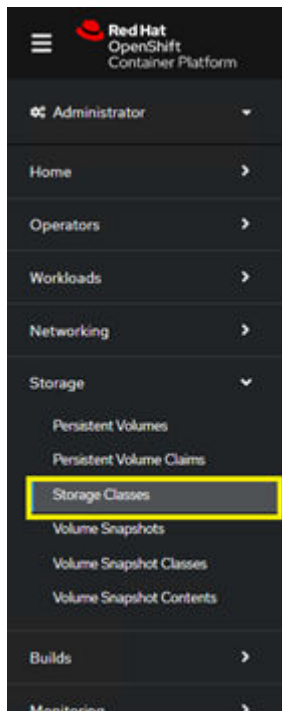 Red Hat
OpenShift
Container Platform
Administrator
Home
Operators
Workloads
Networking
Storage
Persistent Volumes
Persistent Volume Claims
Storage Classes
Volume Snapshots
Volume Snapshot Classes
Volume Snapshot Contents
Builds
Monitoring